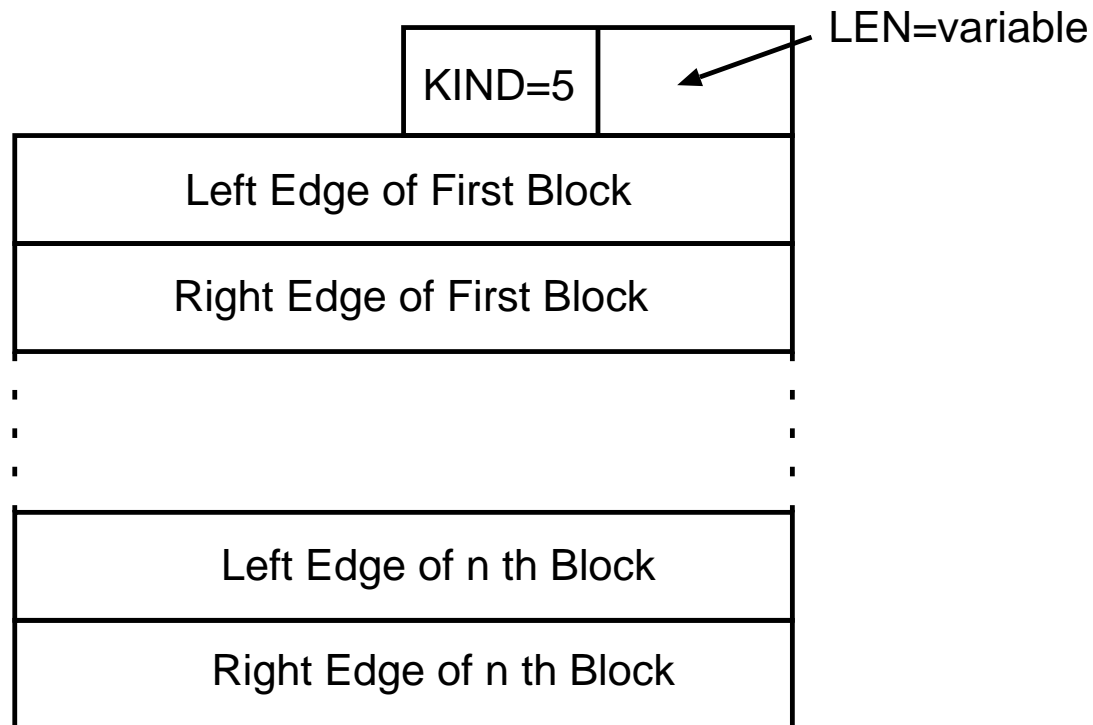 LEN=variable
KIND=5
Left Edge of First Block
Right Edge of First Block
Left Edge of n th Block
Right Edge of n th Block